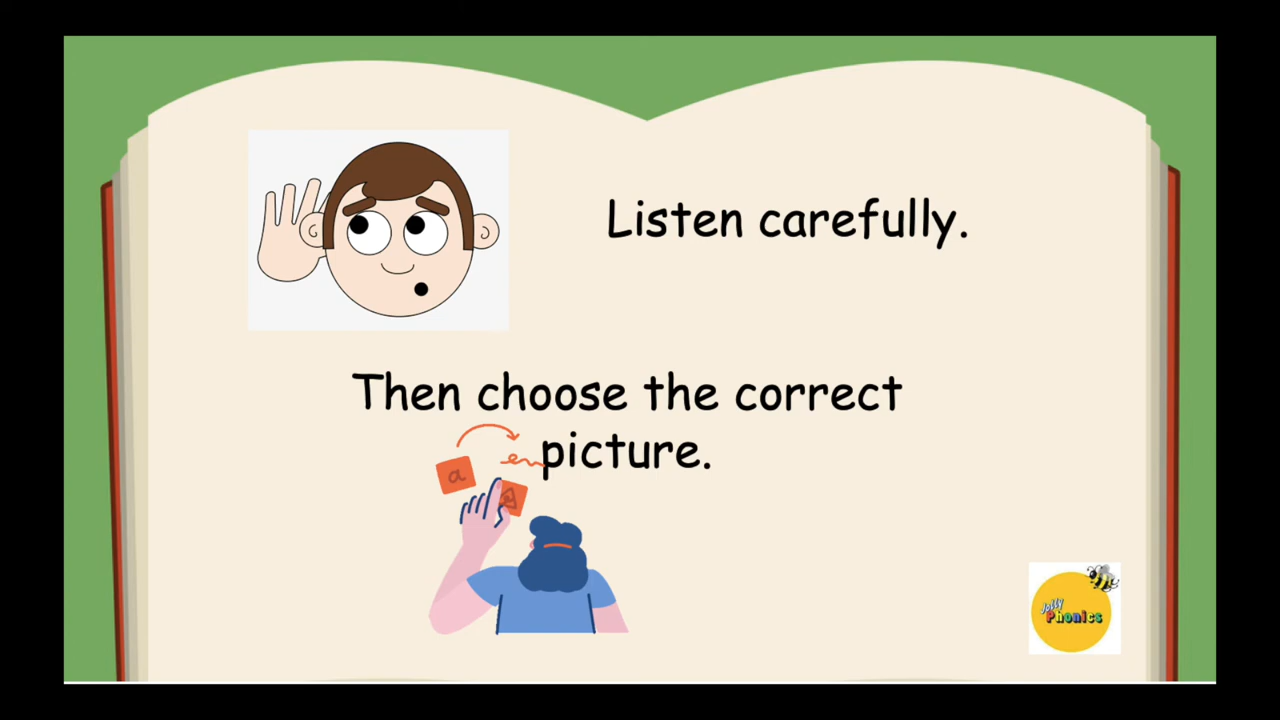 Listen carefully.
Then choose the correct
picture.
a
Jolly
Phonics